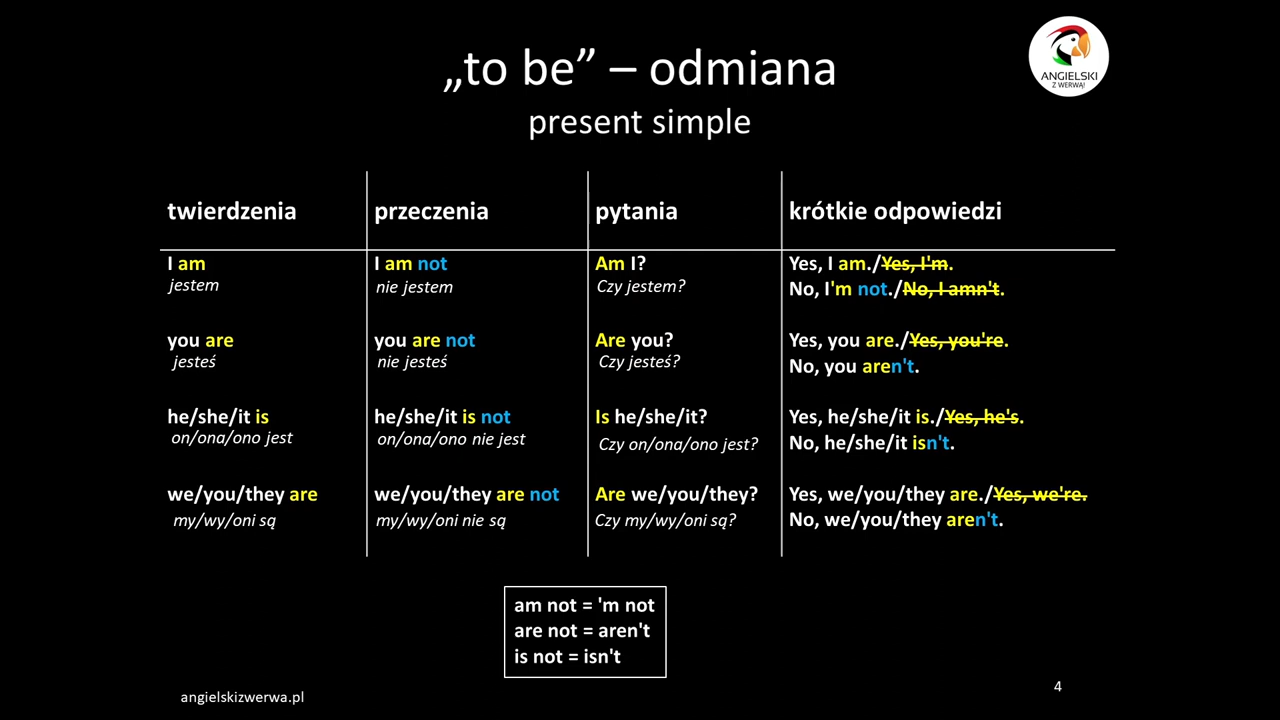 „to be” – odmiana
present simple
ANGIELSKI
Z WERWĄ!
twierdzenia
przeczenia
pytania
krótkie odpowiedzi
I am
jestem
I am not
nie jestem
Am I?
Czy jestem?
Yes, I am./Yes, I'm.
No, I'm not./No, I amn't.
you are
jesteś
you are not
nie jesteś
Are you?
Czy jesteś?
Yes, you are./Yes, you're.
No, you aren't.
he/she/it is
on/ona/ono jest
he/she/it is not
on/ona/ono nie jest
Is he/she/it?
Czy on/ona/ono jest?
Yes, he/she/it is./Yes, he's.
No, he/she/it isn't.
we/you/they are
my/wy/oni są
we/you/they are not
my/wy/oni nie są
Are we/you/they?
Czy my/wy/oni są?
Yes, we/you/they are./Yes, we're.
No, we/you/they aren't.
am not = 'm not
are not = aren't
is not = isn't
angielskizwerwa.pl
4